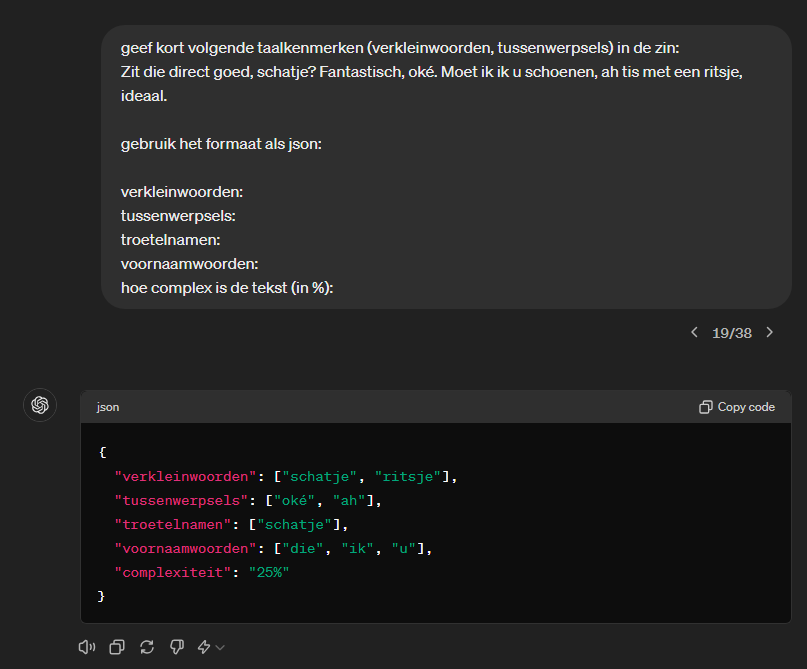 geef kort volgende taalkenmerken (verkleinwoorden, tussenwerpsels) in de zin:
Zit die direct goed, schatje? Fantastisch, oké. Moet ik ik u schoenen, ah tis met een ritsje,
ideaal.
gebruik het formaat als json:
verkleinwoorden:
tussenwerpsels:
troetelnamen:
voornaamwoorden:
hoe complex is de tekst (in %):
19/38
json
Copy code
{
"verkleinwoorden": ["schatje", "ritsje"],
"tussenwerpsels": ["oké", "ah"],
"troetelnamen": ["schatje"],
"voornaamwoorden": ["die", "ik", "u"],
"complexiteit": "25%"
}